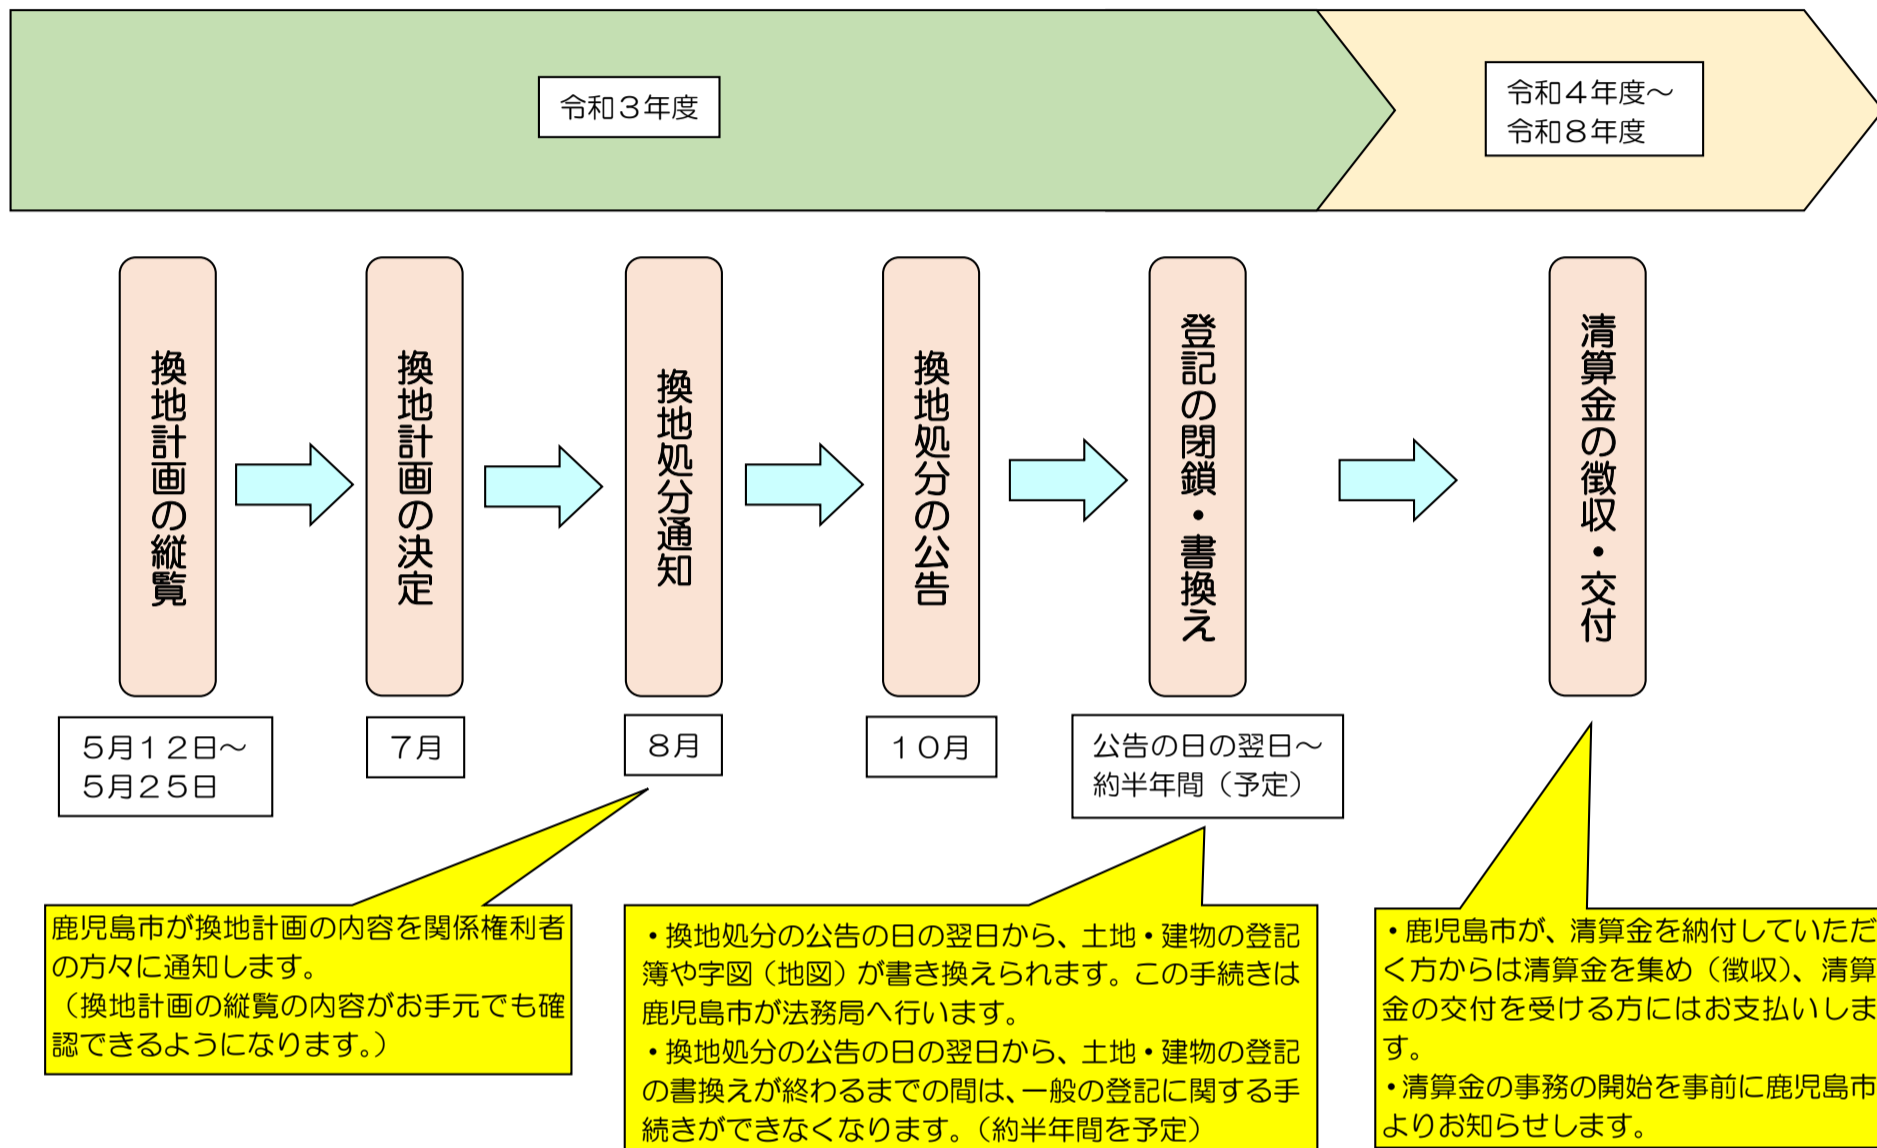 令和３年度
令和４年度～
令和８年度
換地計画の縦覧
換地計画の決定
換地処分通知
換地処分の公告
登記の閉鎖・書換え
清算金の徴収・交付
５月１２日～
５月２５日
７月
８月
１０月
公告の日の翌日～
約半年間（予定）
鹿児島市が換地計画の内容を関係権利者
の方々に通知します。
（換地計画の縦覧の内容がお手元でも確
認できるようになります。）
・換地処分の公告の日の翌日から、土地・建物の登記
簿や字図（地図）が書き換えられます。この手続きは
鹿児島市が法務局へ行います。
・換地処分の公告の日の翌日から、土地・建物の登記
の書換えが終わるまでの間は、一般の登記に関する手
続きができなくなります。（約半年間を予定）
・鹿児島市が、清算金を納付していただ
く方からは清算金を集め（徴収）、清算
金の交付を受ける方にはお支払いしま
す。
・清算金の事務の開始を事前に鹿児島市
よりお知らせします。